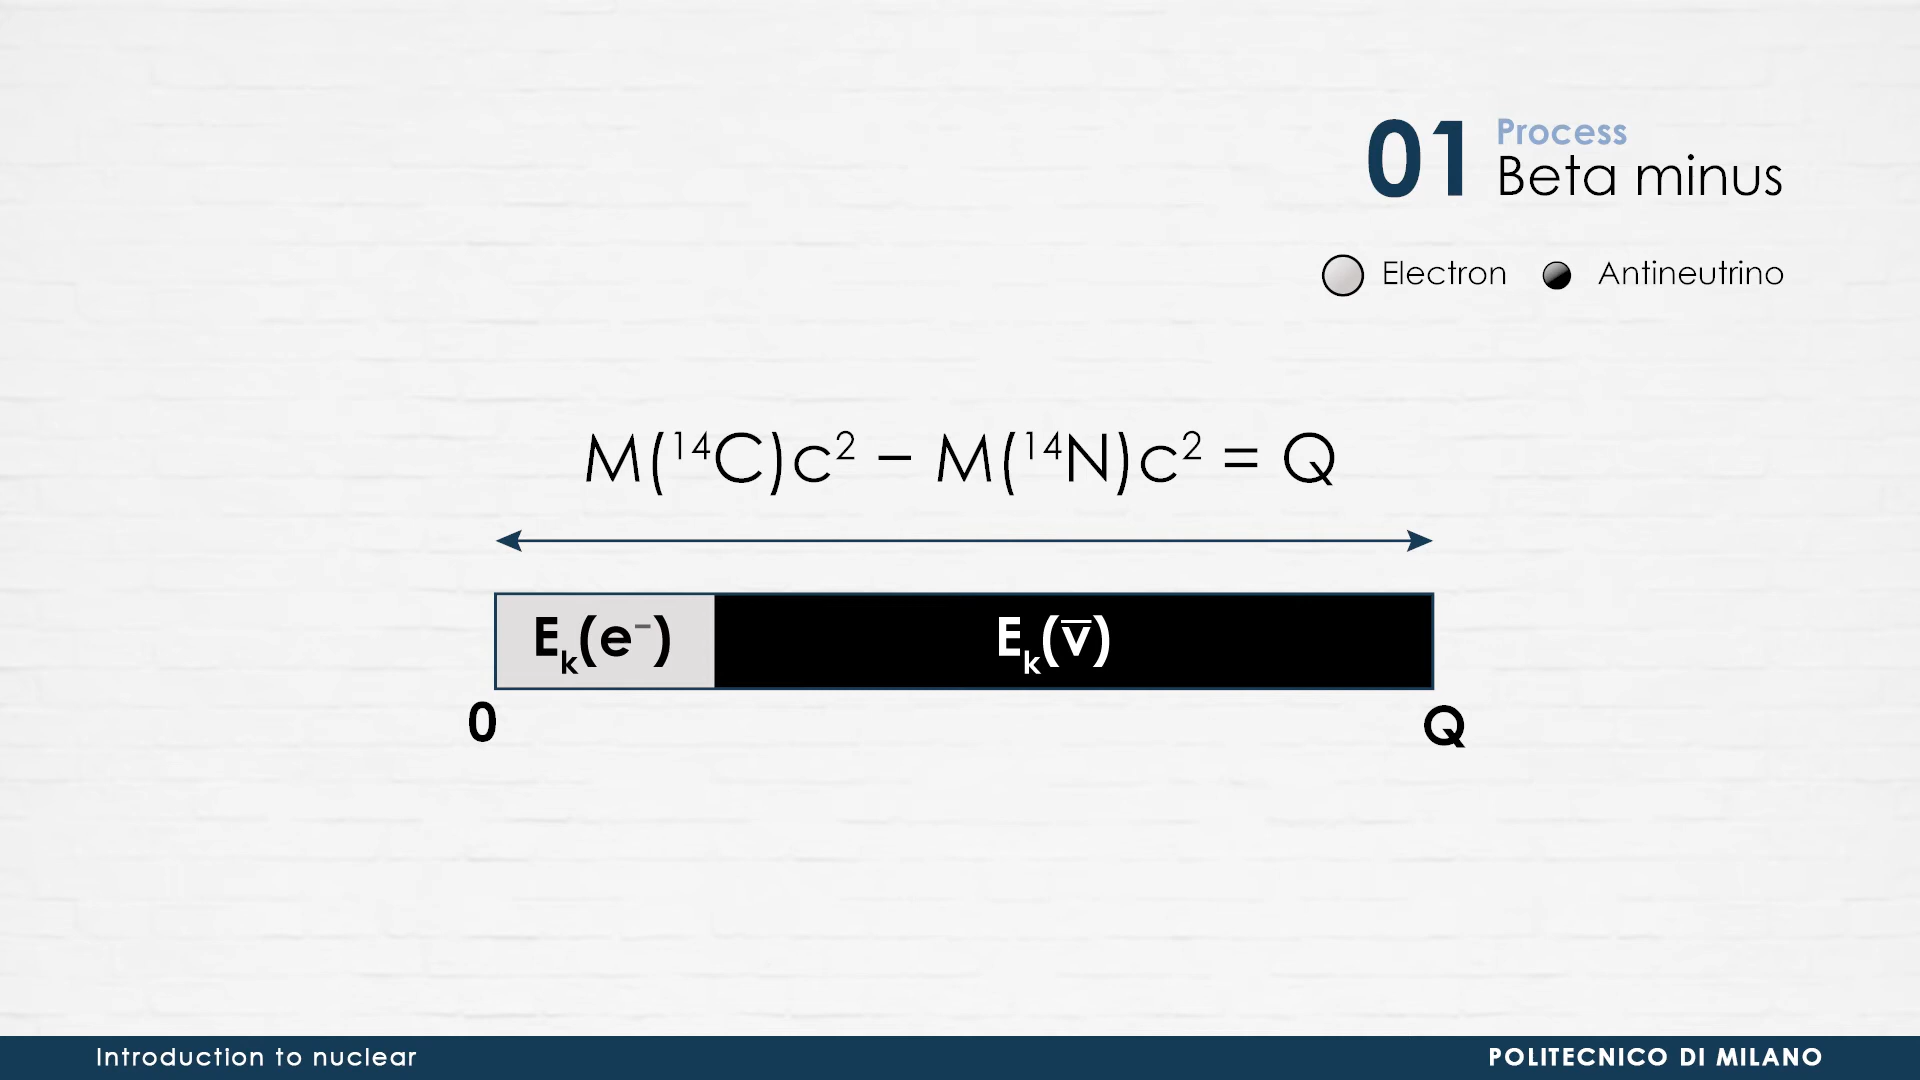 01 Process
Beta minus
Electron Antineutrino
M(¹⁴C)c² − M(¹⁴N)c² = Q
Eₖ(e⁻) Eₖ(v̅)
0 Q
Introduction to nuclear POLITECNICO DI MILANO